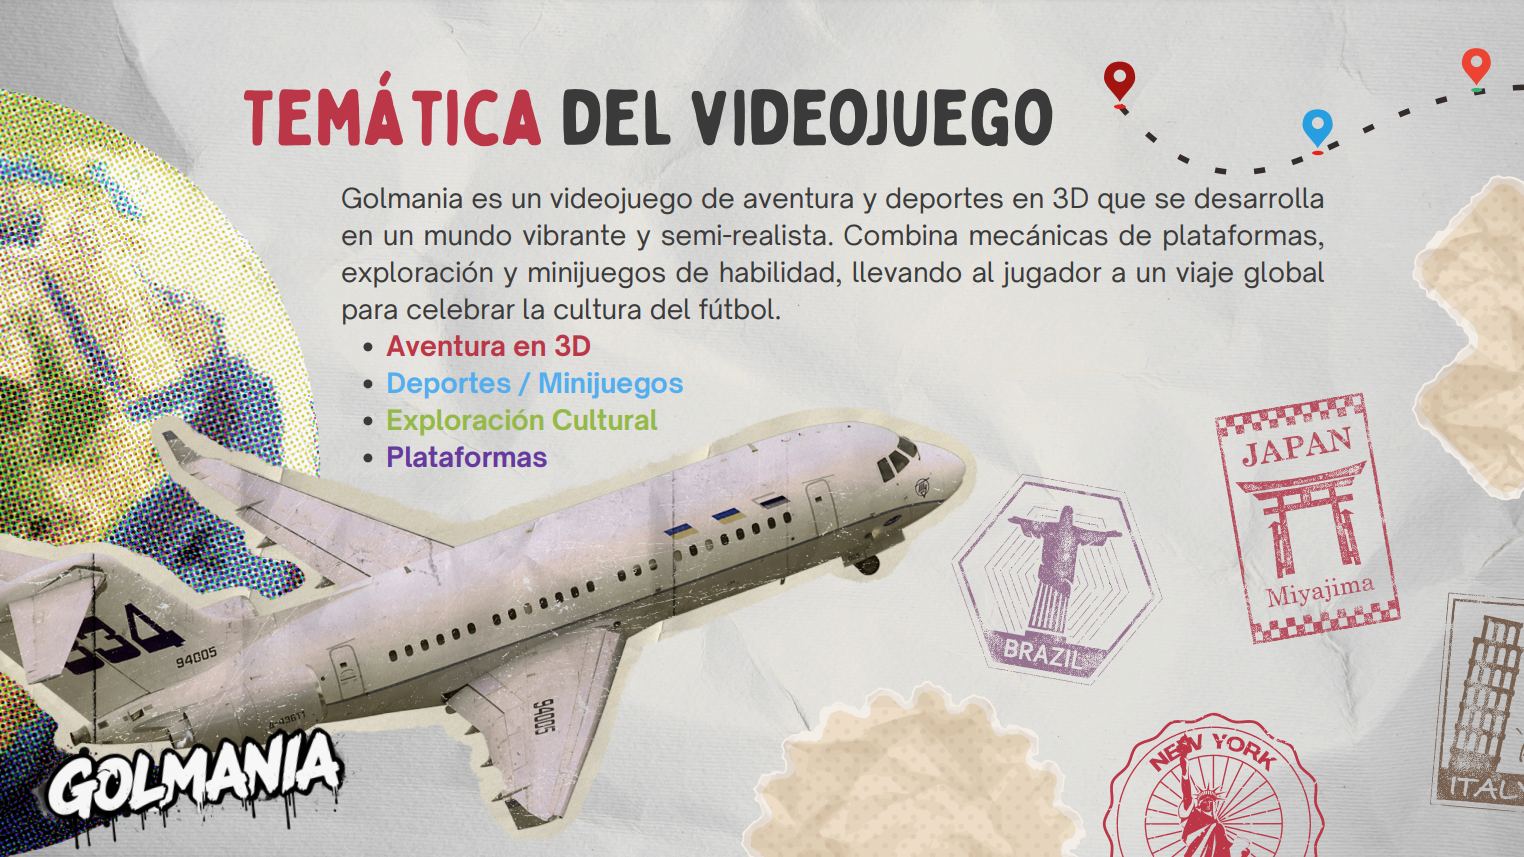 TEMÁTICA DEL VIDEOJUEGO
Golmania es un videojuego de aventura y deportes en 3D que se desarrolla
en un mundo vibrante y semi-realista. Combina mecánicas de plataformas,
exploración y minijuegos de habilidad, llevando al jugador a un viaje global
para celebrar la cultura del fútbol.
• Aventura en 3D
• Deportes / Minijuegos
• Exploración Cultural
• Plataformas
JAPAN
Miyajima
BRAZIL
94005
94005
NEW YORK
ITALY
GOLMANIA